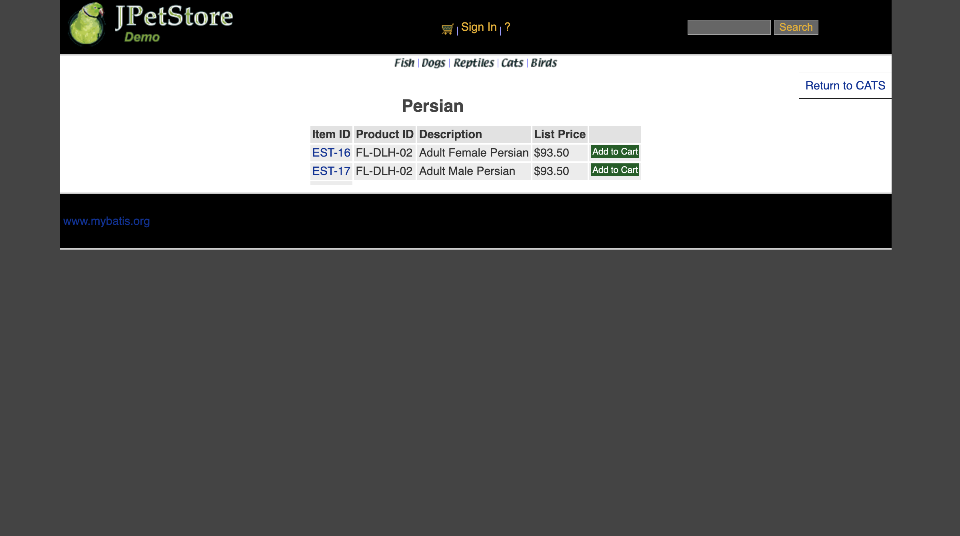 JPetStore
Demo
| Sign In | ?
Search
Fish | Dogs | Reptiles | Cats | Birds
Return to CATS
Persian
Item ID Product ID Description List Price
EST-16 FL-DLH-02 Adult Female Persian $93.50 Add to Cart
EST-17 FL-DLH-02 Adult Male Persian $93.50 Add to Cart
www.mybatis.org